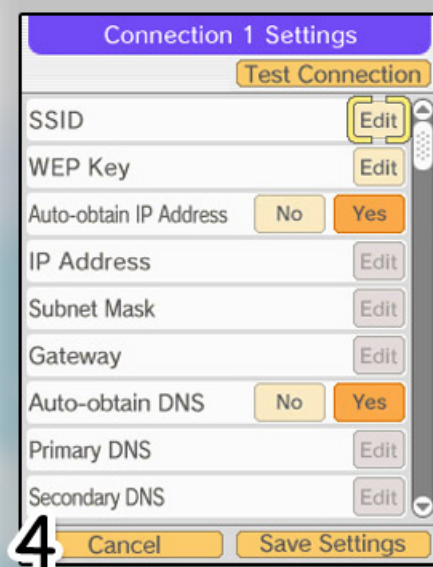 Connection 1 Settings
Test Connection
SSID Edit
WEP Key Edit
Auto-obtain IP Address No Yes
IP Address Edit
Subnet Mask Edit
Gateway Edit
Auto-obtain DNS No Yes
Primary DNS Edit
Secondary DNS Edit
4 Cancel Save Settings